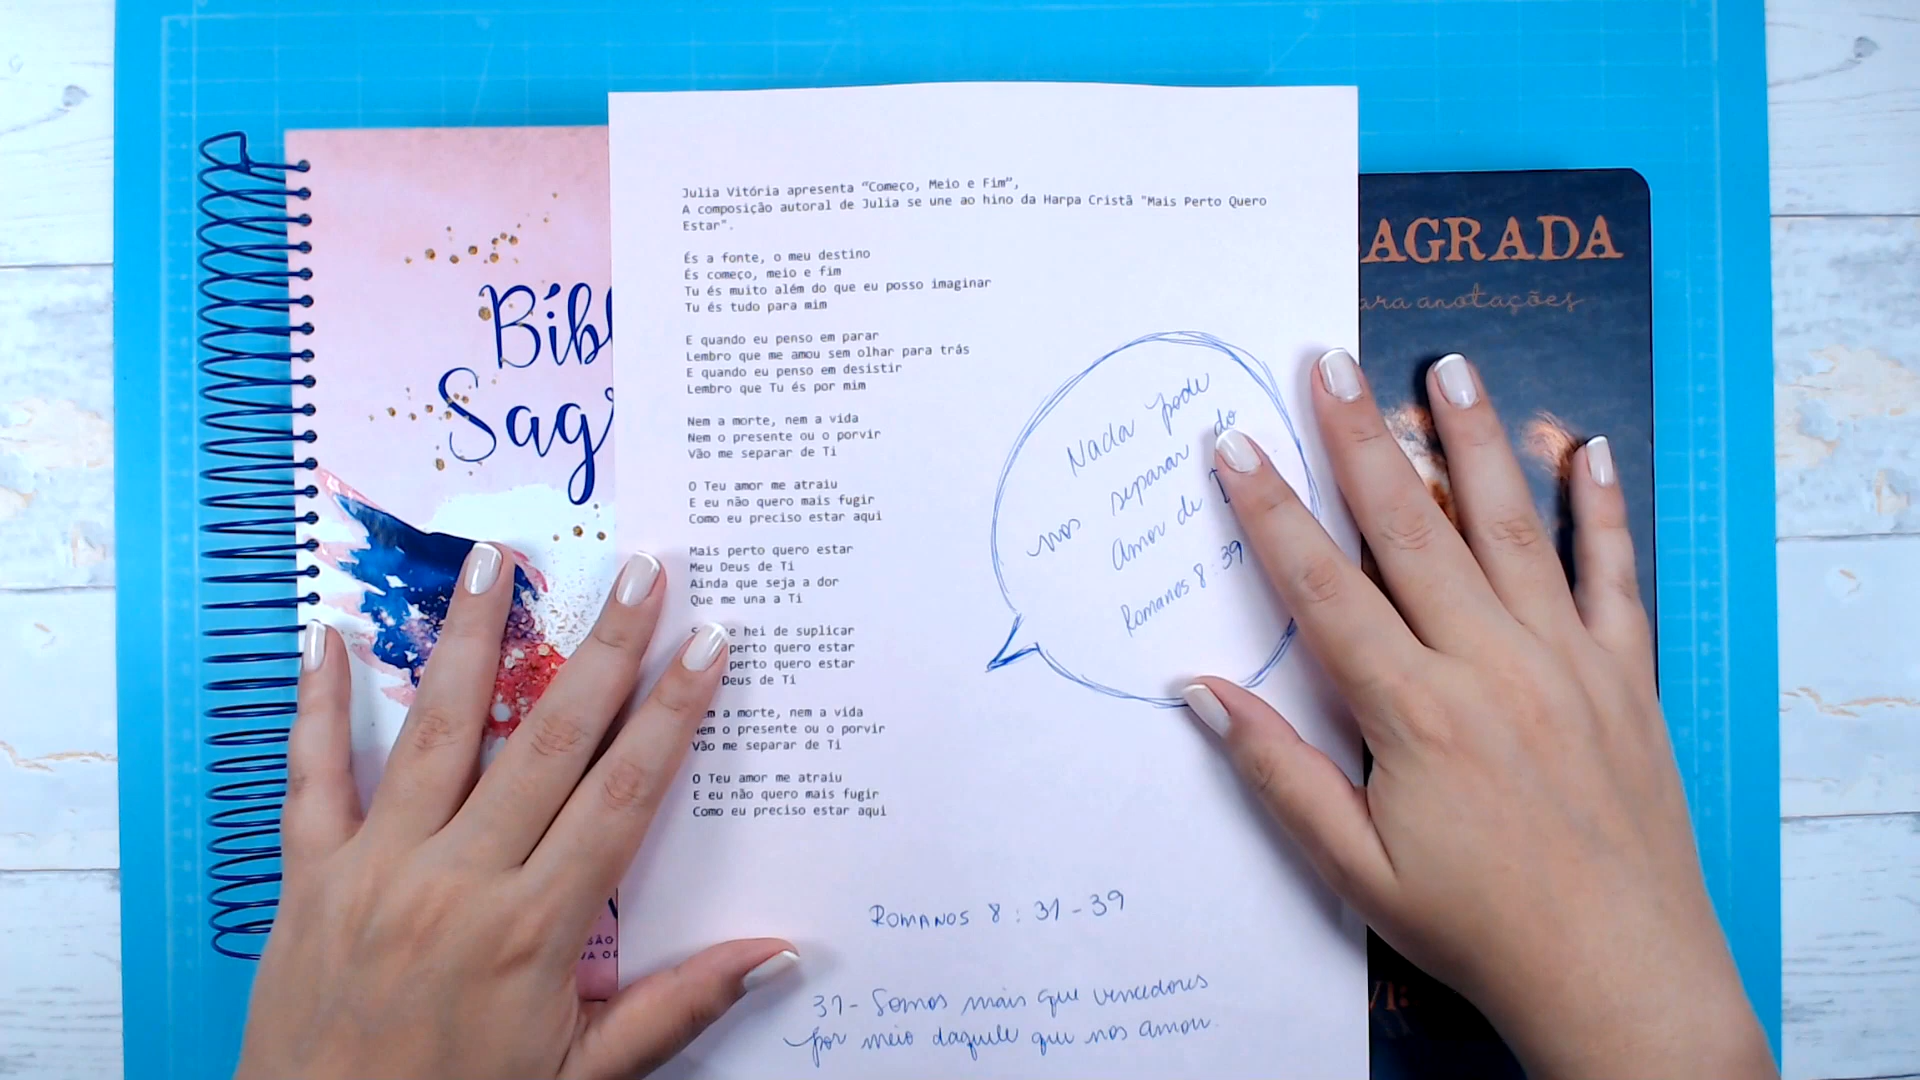 Bíbl
Sag
SÃO
VA OR
Julia Vitória apresenta “Começo, Meio e Fim”,
A composição autoral de Julia se une ao hino da Harpa Cristã "Mais Perto Quero
Estar".
És a fonte, o meu destino
És começo, meio e fim
Tu és muito além do que eu posso imaginar
Tu és tudo para mim
E quando eu penso em parar
Lembro que me amou sem olhar para trás
E quando eu penso em desistir
Lembro que Tu és por mim
Nem a morte, nem a vida
Nem o presente ou o porvir
Vão me separar de Ti
O Teu amor me atraiu
E eu não quero mais fugir
Como eu preciso estar aqui
Mais perto quero estar
Meu Deus de Ti
Ainda que seja a dor
Que me una a Ti
hei de suplicar
perto quero estar
perto quero estar
Deus de Ti
a morte, nem a vida
o presente ou o porvir
Vão me separar de Ti
O Teu amor me atraiu
E eu não quero mais fugir
Como eu preciso estar aqui
Nada pode
nos separar do
amor de
Romanos 8:39
ROMANOS 8:31-39
37- Somos mais que vencedores
por meio daquele que nos amou.
AGRADA
ara anotações